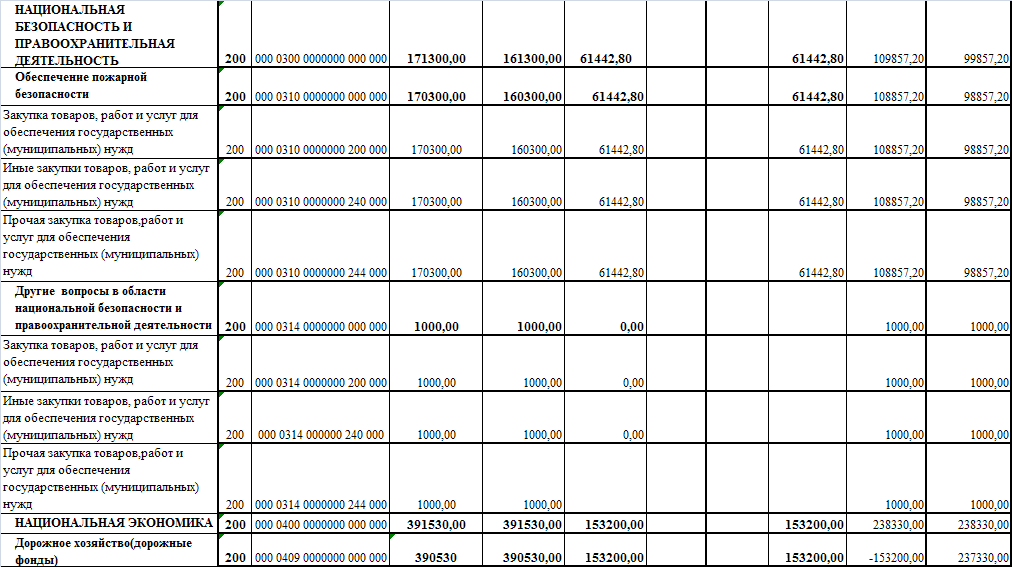 НАЦИОНАЛЬНАЯ
БЕЗОПАСНОСТЬ И
ПРАВООХРАНИТЕЛЬНАЯ
ДЕЯТЕЛЬНОСТЬ 200 000 0300 0000000 000 000 171300,00 161300,00 61442,80 61442,80 109857,20 99857,20
Обеспечение пожарной
безопасности 200 000 0310 0000000 000 000 170300,00 160300,00 61442,80 61442,80 108857,20 98857,20
Закупка товаров, работ и услуг для
обеспечения государственных
(муниципальных) нужд 200 000 0310 0000000 200 000 170300,00 160300,00 61442,80 61442,80 108857,20 98857,20
Иные закупки товаров, работ и услуг
для обеспечения государственных
(муниципальных) нужд 200 000 0310 0000000 240 000 170300,00 160300,00 61442,80 61442,80 108857,20 98857,20
Прочая закупка товаров,работ и
услуг для обеспечения
государственных (муниципальных)
нужд 200 000 0310 0000000 244 000 170300,00 160300,00 61442,80 61442,80 108857,20 98857,20
Другие вопросы в области
национальной безопасности и
правоохранительной деятельности 200 000 0314 0000000 000 000 1000,00 1000,00 0,00 1000,00 1000,00
Закупка товаров, работ и услуг для
обеспечения государственных
(муниципальных) нужд 200 000 0314 0000000 200 000 1000,00 1000,00 0,00 1000,00 1000,00
Иные закупки товаров, работ и услуг
для обеспечения государственных
(муниципальных) нужд 200 000 0314 000000 240 000 1000,00 1000,00 0,00 1000,00 1000,00
Прочая закупка товаров,работ и
услуг для обеспечения
государственных (муниципальных)
нужд 200 000 0314 0000000 244 000 1000,00 1000,00 1000,00 1000,00
НАЦИОНАЛЬНАЯ ЭКОНОМИКА 200 000 0400 0000000 000 000 391530,00 391530,00 153200,00 153200,00 238330,00 238330,00
Дорожное хозяйство(дорожные
фонды) 200 000 0409 0000000 000 000 390530 390530,00 153200,00 153200,00 -153200,00 237330,00